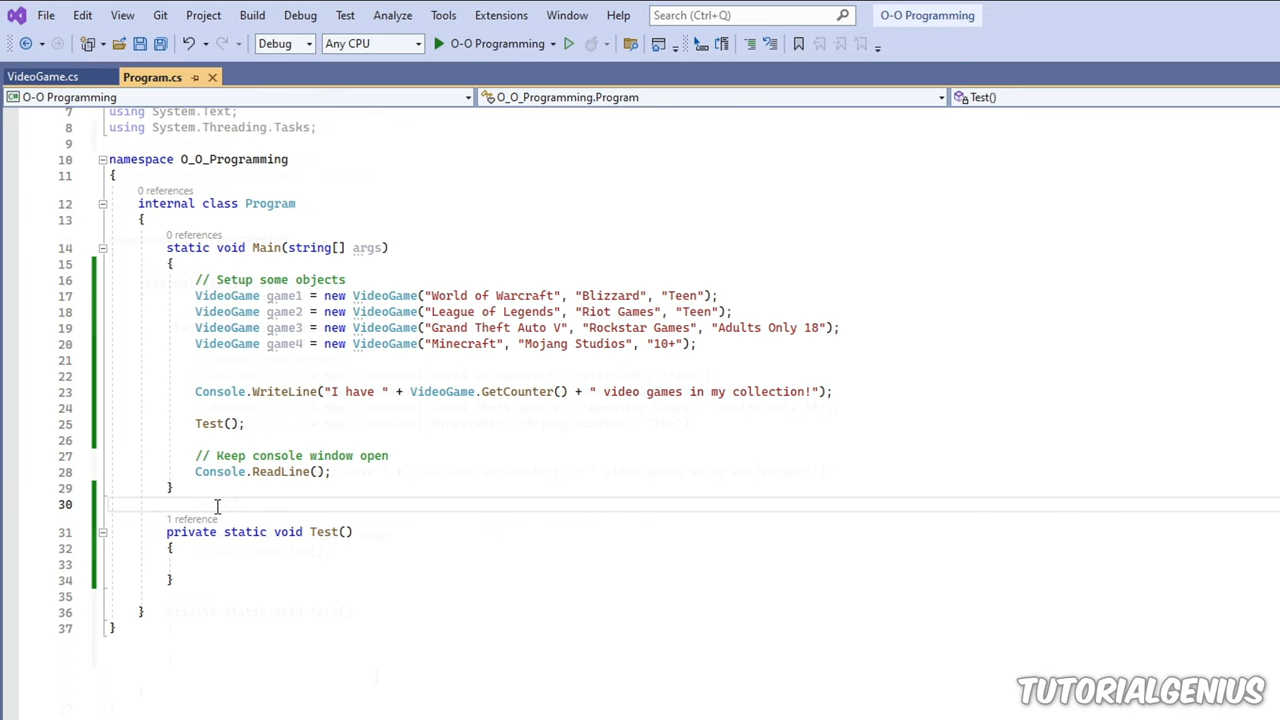 File Edit View Git Project Build Debug Test Analyze Tools Extensions Window Help Search (Ctrl+Q) O-O Programming
Debug Any CPU O-O Programming
VideoGame.cs Program.cs
O-O Programming O_O_Programming.Program Test()
7 using System.Text;
8 using System.Threading.Tasks;
9
10 namespace O_O_Programming
11 {
0 references
12 internal class Program
13 {
0 references
14 static void Main(string[] args)
15 {
16 // Setup some objects
17 VideoGame game1 = new VideoGame("World of Warcraft", "Blizzard", "Teen");
18 VideoGame game2 = new VideoGame("League of Legends", "Riot Games", "Teen");
19 VideoGame game3 = new VideoGame("Grand Theft Auto V", "Rockstar Games", "Adults Only 18");
20 VideoGame game4 = new VideoGame("Minecraft", "Mojang Studios", "10+");
21
22
23 Console.WriteLine("I have " + VideoGame.GetCounter() + " video games in my collection!");
24
25 Test();
26
27 // Keep console window open
28 Console.ReadLine();
29 }
30
1 reference
31 private static void Test()
32 {
33
34 }
35
36 }
37 }
TUTORIALGENIUS